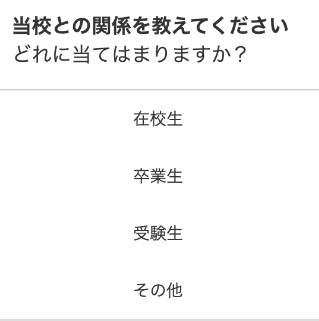 当校との関係を教えてください
どれに当てはまりますか？
在校生
卒業生
受験生
その他